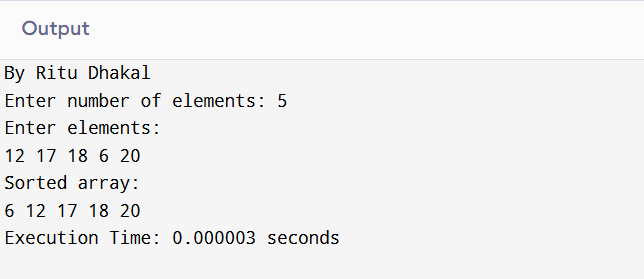 Output
By Ritu Dhakal
Enter number of elements: 5
Enter elements:
12 17 18 6 20
Sorted array:
6 12 17 18 20
Execution Time: 0.000003 seconds